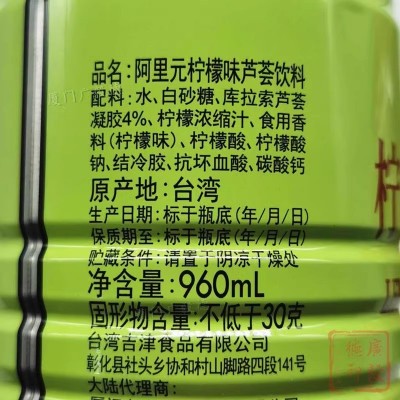 品名：阿里元柠檬味芦荟饮料
配料：水、白砂糖、库拉索芦荟
凝胶4%、柠檬浓缩汁、食用香
料(柠檬味)、柠檬酸、柠檬酸
钠、结冷胶、抗坏血酸、碳酸钙
原产地：台湾
生产日期：标于瓶底(年/月/日)
保质期至：标于瓶底(年/月/日)
贮藏条件：请置于阴凉干燥处
净含量：960mL
固形物含量：不低于30克
台湾吉津食品有限公司
彰化县社头乡协和村山脚路四段141号
大陆代理商：
柠